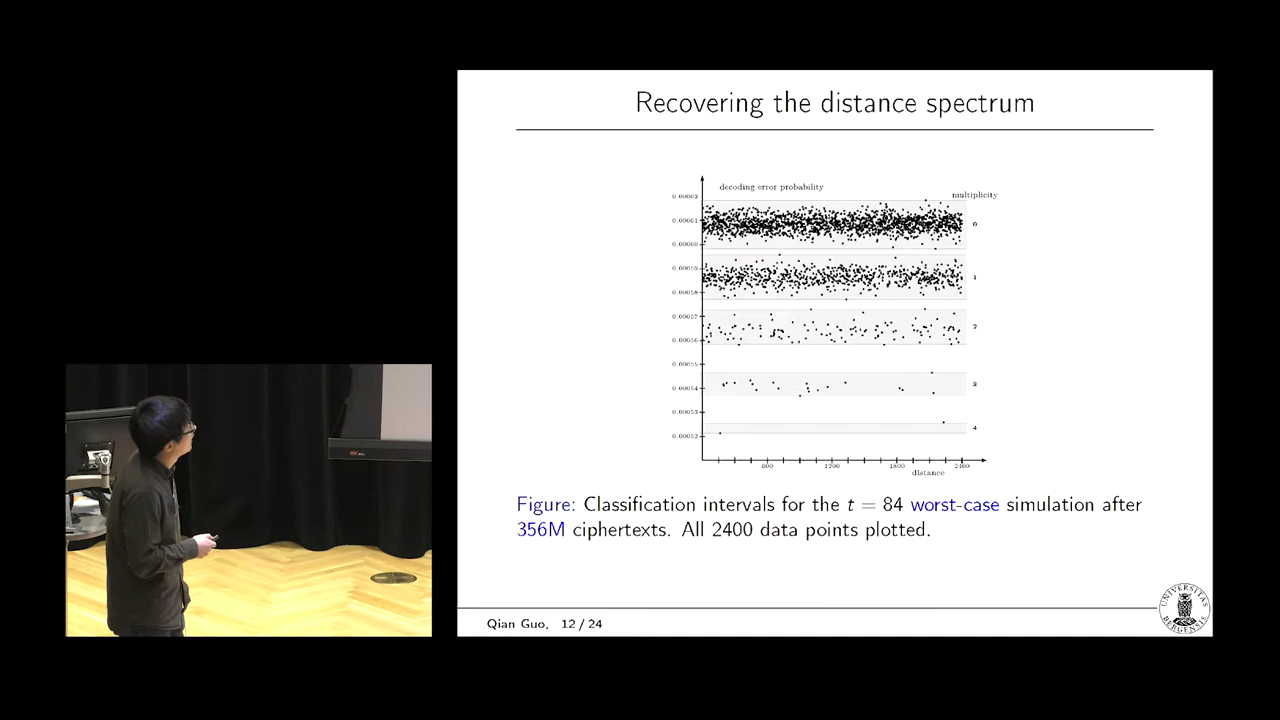 Recovering the distance spectrum
decoding error probability
multiplicity
0.00062
0.00061
0
0.00060
0.00059
1
0.00058
0.00057
2
0.00056
0.00055
3
0.00054
0.00053
4
0.00052
600
1200
1800
2400
distance
Figure: Classification intervals for the t = 84 worst-case simulation after
356M ciphertexts. All 2400 data points plotted.
Qian Guo, 12 / 24
UNIVERSITAS
BERGENSIS